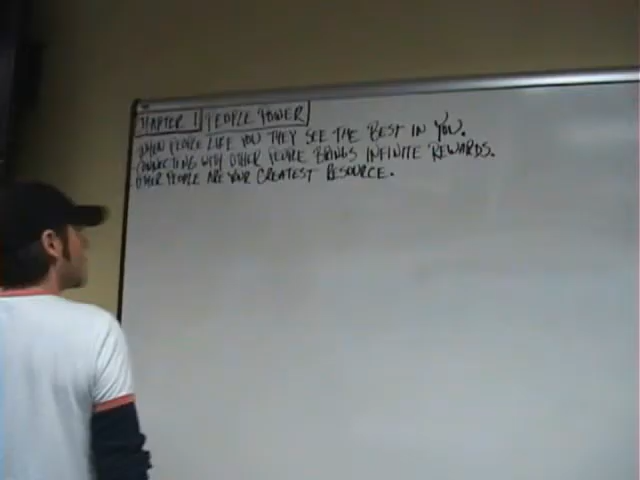 CHAPTER 1 PEOPLE POWER
WHEN PEOPLE LIKE YOU THEY SEE THE BEST IN YOU.
CONNECTING WITH OTHER PEOPLE BRINGS INFINITE REWARDS.
OTHER PEOPLE ARE YOUR GREATEST RESOURCE.